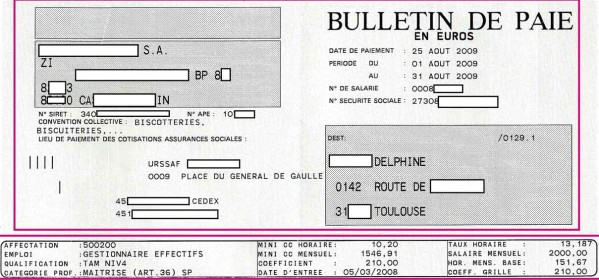 BULLETIN DE PAIE
EN EUROS
S.A.
ZI
BP 8
8 3
8 0 CA IN
N° SIRET : 340 N° APE : 10
CONVENTION COLLECTIVE : BISCOTTERIES,
BISCUITERIES,...
LIEU DE PAIEMENT DES COTISATIONS ASSURANCES SOCIALES :
URSSAF
0009 PLACE DU GENERAL DE GAULLE
45 CEDEX
451
DATE DE PAIEMENT : 25 AOUT 2009
PERIODE DU : 01 AOUT 2009
AU : 31 AOUT 2009
N° DE SALARIE : 0008
N° SECURITE SOCIALE : 27308
DEST: /0129.1
DELPHINE
0142 ROUTE DE
31 TOULOUSE
AFFECTATION :500200 MINI CC HORAIRE: 10,20 TAUX HORAIRE : 13,187
EMPLOI :GESTIONNAIRE EFFECTIFS MINI CC MENSUEL: 1546,91 SALAIRE MENSUEL: 2000,00
QUALIFICATION :TAM NIV4 COEFFICIENT : 210,00 HOR. MENS. BASE: 151,67
CATEGORIE PROF.:MAITRISE (ART.36) SP DATE D'ENTREE : 05/03/2008 COEFF. GRILLE : 210,00